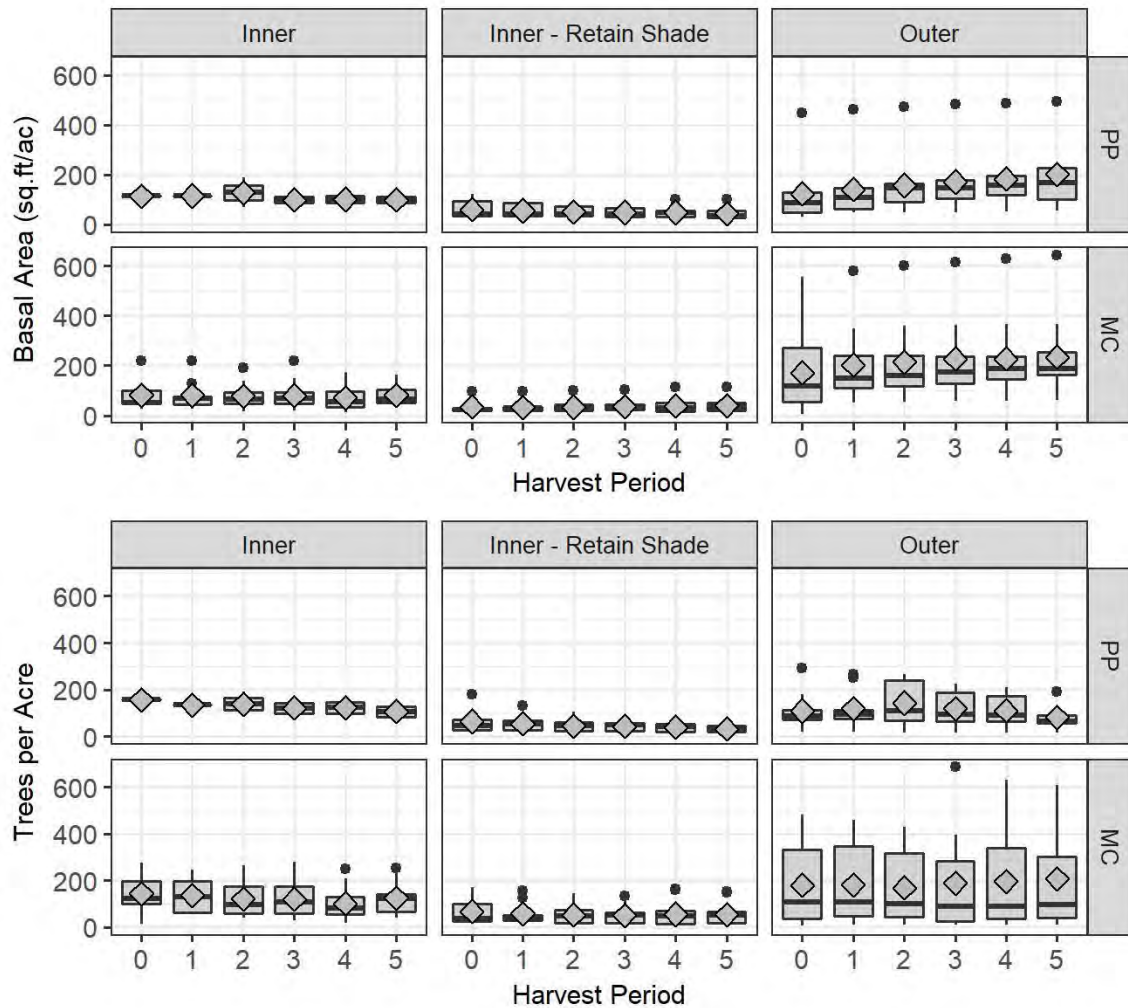 Inner Inner - Retain Shade Outer
Basal Area (sq.ft/ac)
600
400
200
0
PP
600
400
200
0
MC
0 1 2 3 4 5 0 1 2 3 4 5 0 1 2 3 4 5
Harvest Period
Inner Inner - Retain Shade Outer
Trees per Acre
600
400
200
0
PP
600
400
200
0
MC
0 1 2 3 4 5 0 1 2 3 4 5 0 1 2 3 4 5
Harvest Period